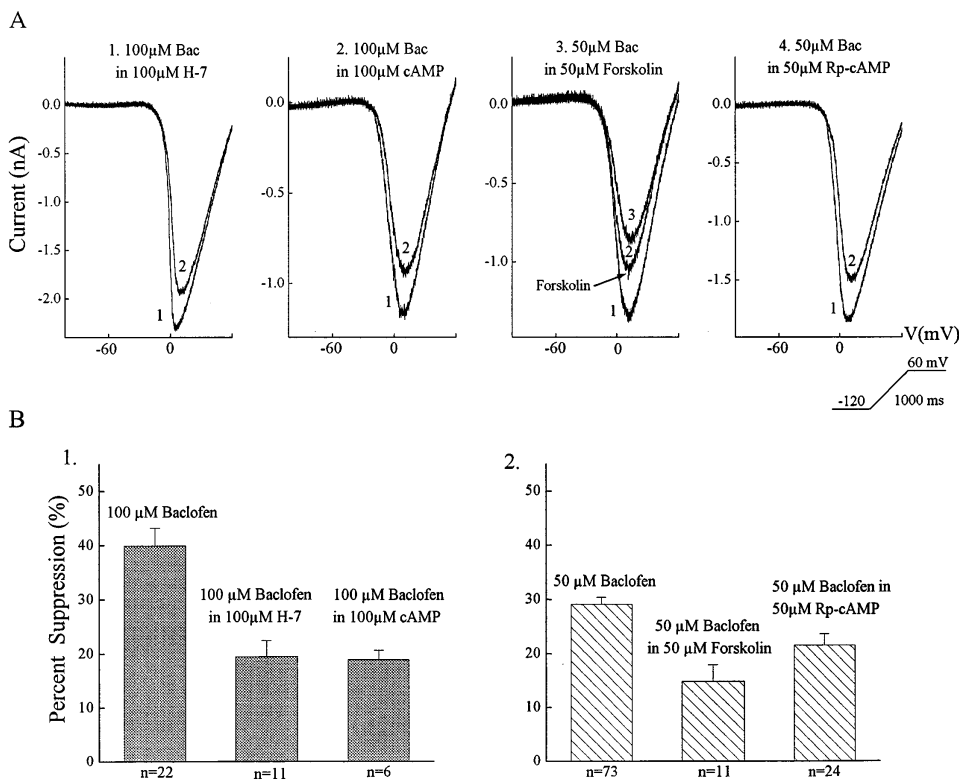 A
1. 100µM Bac
in 100µM H-7
2. 100µM Bac
in 100µM cAMP
3. 50µM Bac
in 50µM Forskolin
4. 50µM Bac
in 50µM Rp-cAMP
Current (nA)
0.0
-0.5
-1.0
-1.5
-2.0
-60
0
1
2
0.0
-0.5
-1.0
-60
0
1
2
0.0
-0.5
-1.0
-60
0
3
2
Forskolin
1
0.0
-0.5
-1.0
-1.5
-60
0
1
2
V(mV)
60 mV
-120
1000 ms
B
1.
Percent Suppression (%)
50
40
30
20
10
0
100 µM Baclofen
100 µM Baclofen
in 100µM H-7
100 µM Baclofen
in 100µM cAMP
n=22
n=11
n=6
2.
50
40
30
20
10
0
50 µM Baclofen
50 µM Baclofen
in 50 µM Forskolin
50 µM Baclofen in
50µM Rp-cAMP
n=73
n=11
n=24